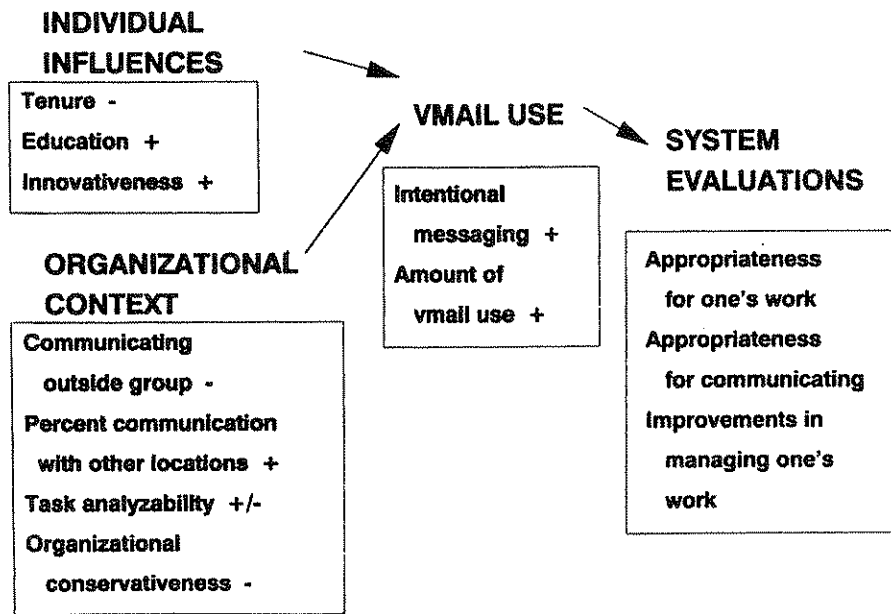 INDIVIDUAL
INFLUENCES
Tenure -
Education +
Innovativeness +
ORGANIZATIONAL
CONTEXT
Communicating
outside group -
Percent communication
with other locations +
Task analyzability +/-
Organizational
conservativeness -
VMAIL USE
Intentional
messaging +
Amount of
vmail use +
SYSTEM
EVALUATIONS
Appropriateness
for one's work
Appropriateness
for communicating
Improvements in
managing one's
work